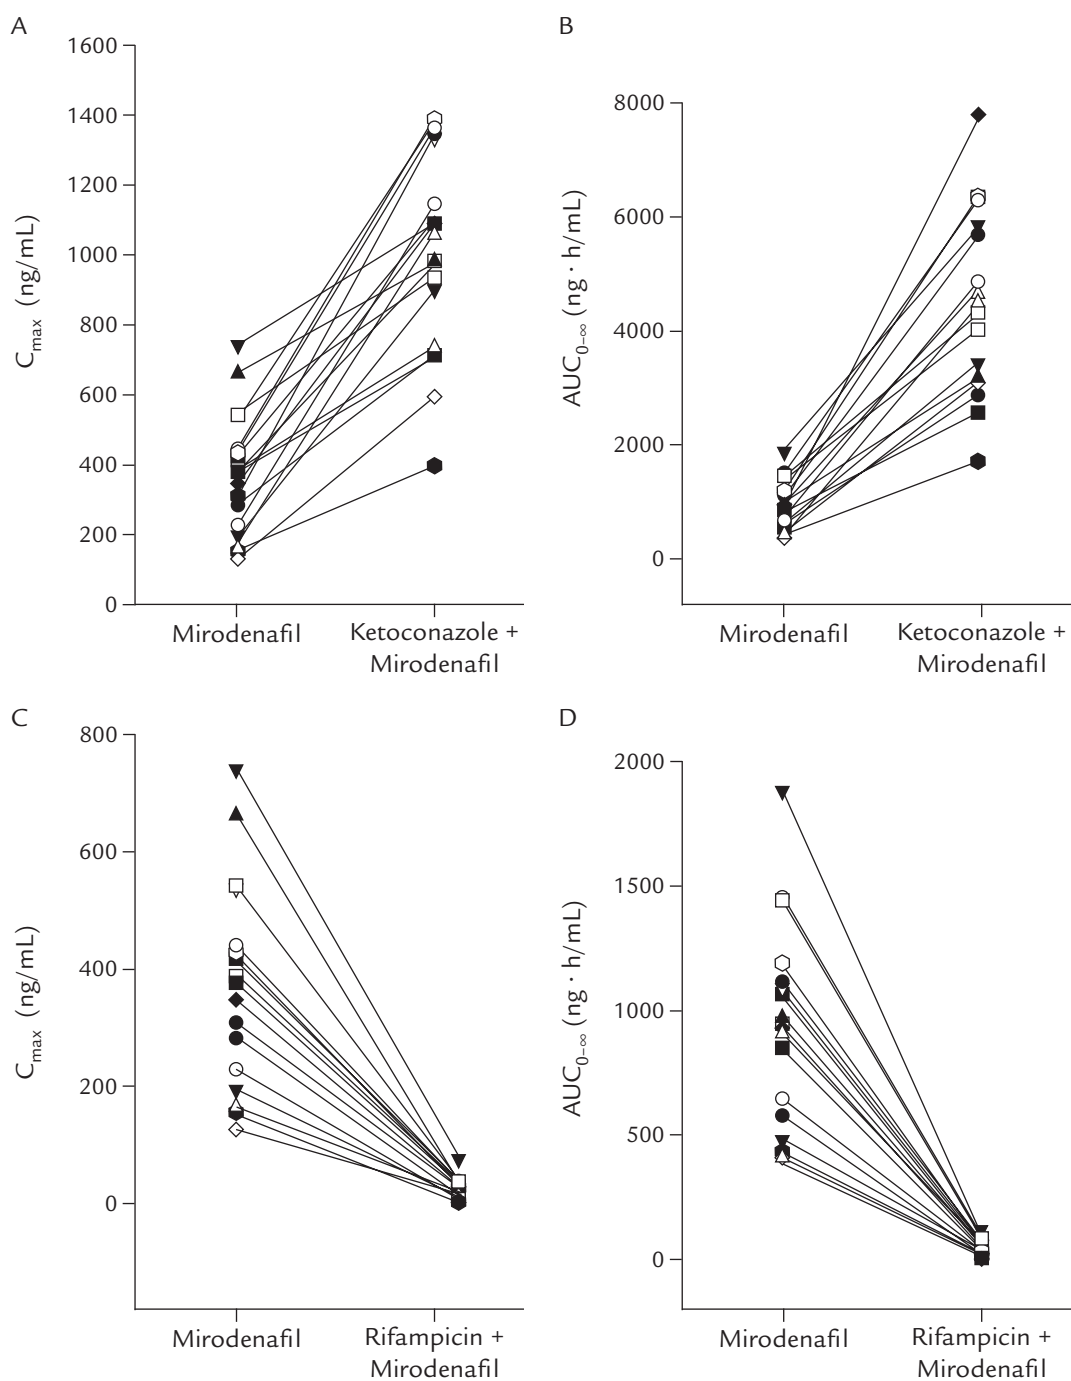 A
1600
1400
1200
1000
800
600
400
200
0
Cmax (ng/mL)
Mirodenafil
Ketoconazole +
Mirodenafil
B
8000
6000
4000
2000
0
AUC0–∞ (ng · h/mL)
Mirodenafil
Ketoconazole +
Mirodenafil
C
800
600
400
200
0
Cmax (ng/mL)
Mirodenafil
Rifampicin +
Mirodenafil
D
2000
1500
1000
500
0
AUC0–∞ (ng · h/mL)
Mirodenafil
Rifampicin +
Mirodenafil